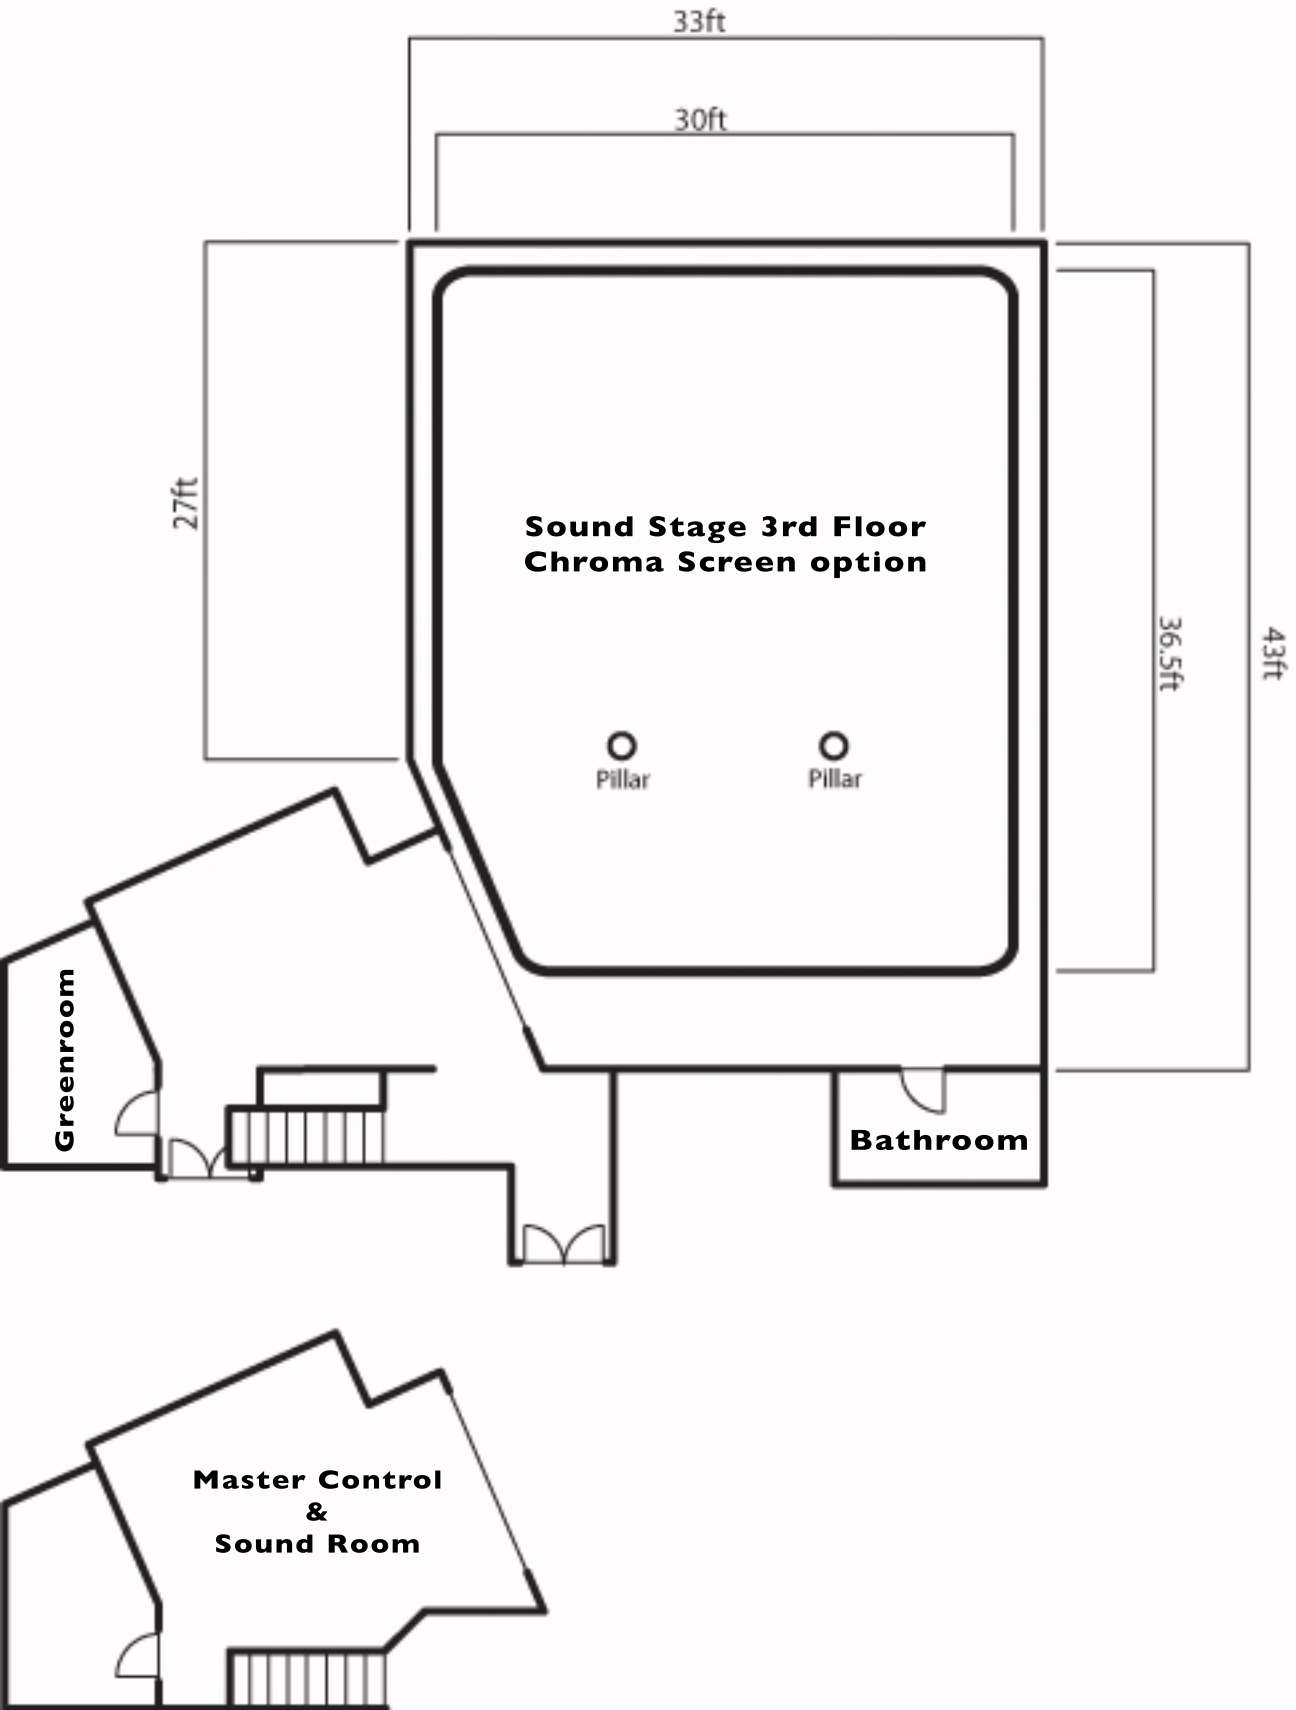 33ft
30ft
27ft
Sound Stage 3rd Floor
Chroma Screen option
36.5ft
43ft
Pillar
Pillar
Greenroom
Bathroom
Master Control
&
Sound Room